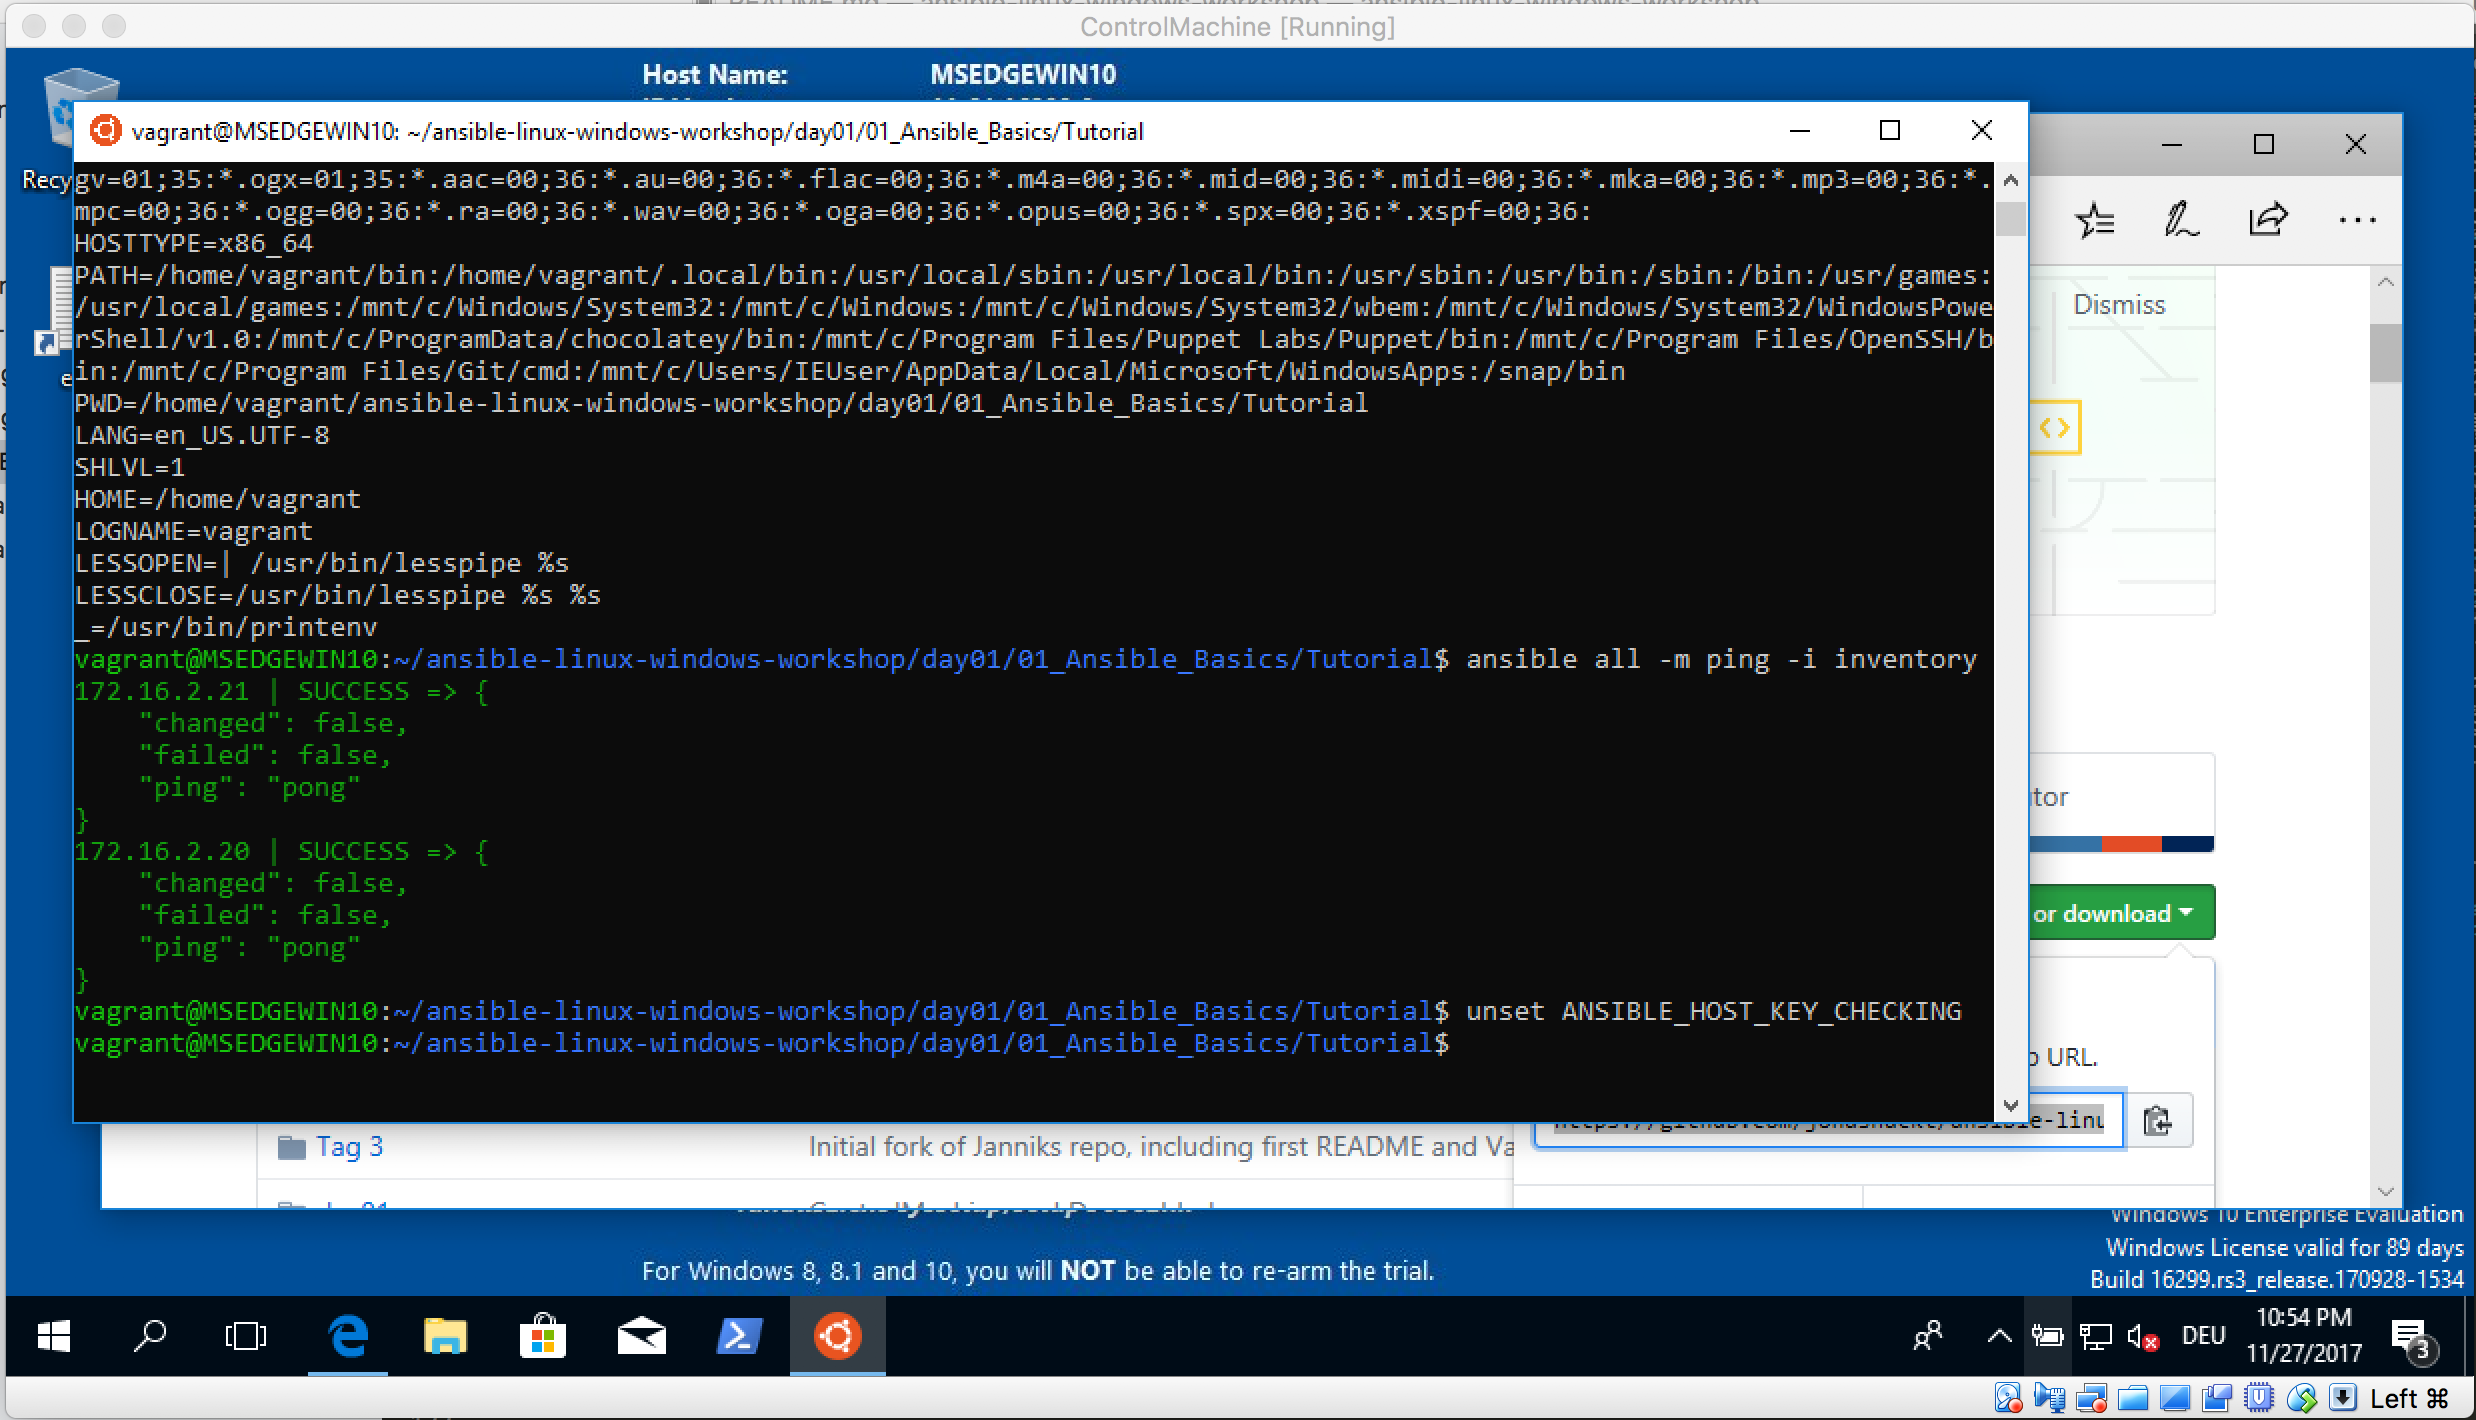 ControlMachine [Running]
Host Name: MSEDGEWIN10
Recy
vagrant@MSEDGEWIN10: ~/ansible-linux-windows-workshop/day01/01_Ansible_Basics/Tutorial
gv=01;35:*.ogx=01;35:*.aac=00;36:*.au=00;36:*.flac=00;36:*.m4a=00;36:*.mid=00;36:*.midi=00;36:*.mka=00;36:*.mp3=00;36:*.
mpc=00;36:*.ogg=00;36:*.ra=00;36:*.wav=00;36:*.oga=00;36:*.opus=00;36:*.spx=00;36:*.xspf=00;36:
HOSTTYPE=x86_64
PATH=/home/vagrant/bin:/home/vagrant/.local/bin:/usr/local/sbin:/usr/local/bin:/usr/sbin:/usr/bin:/sbin:/bin:/usr/games:
/usr/local/games:/mnt/c/Windows/System32:/mnt/c/Windows:/mnt/c/Windows/System32/wbem:/mnt/c/Windows/System32/WindowsPowe
rShell/v1.0:/mnt/c/ProgramData/chocolatey/bin:/mnt/c/Program Files/Puppet Labs/Puppet/bin:/mnt/c/Program Files/OpenSSH/b
in:/mnt/c/Program Files/Git/cmd:/mnt/c/Users/IEUser/AppData/Local/Microsoft/WindowsApps:/snap/bin
PWD=/home/vagrant/ansible-linux-windows-workshop/day01/01_Ansible_Basics/Tutorial
LANG=en_US.UTF-8
SHLVL=1
HOME=/home/vagrant
LOGNAME=vagrant
LESSOPEN=| /usr/bin/lesspipe %s
LESSCLOSE=/usr/bin/lesspipe %s %s
_=/usr/bin/printenv
vagrant@MSEDGEWIN10:~/ansible-linux-windows-workshop/day01/01_Ansible_Basics/Tutorial$ ansible all -m ping -i inventory
172.16.2.21 | SUCCESS => {
    "changed": false,
    "failed": false,
    "ping": "pong"
}
172.16.2.20 | SUCCESS => {
    "changed": false,
    "failed": false,
    "ping": "pong"
}
vagrant@MSEDGEWIN10:~/ansible-linux-windows-workshop/day01/01_Ansible_Basics/Tutorial$ unset ANSIBLE_HOST_KEY_CHECKING
vagrant@MSEDGEWIN10:~/ansible-linux-windows-workshop/day01/01_Ansible_Basics/Tutorial$
Dismiss
tor
or download
URL.
Tag 3 Initial fork of Janniks repo, including first README and Va
For Windows 8, 8.1 and 10, you will NOT be able to re-arm the trial.
Windows 10 Enterprise Evaluation
Windows License valid for 89 days
Build 16299.rs3_release.170928-1534
DEU
10:54 PM
11/27/2017
3
Left ⌘